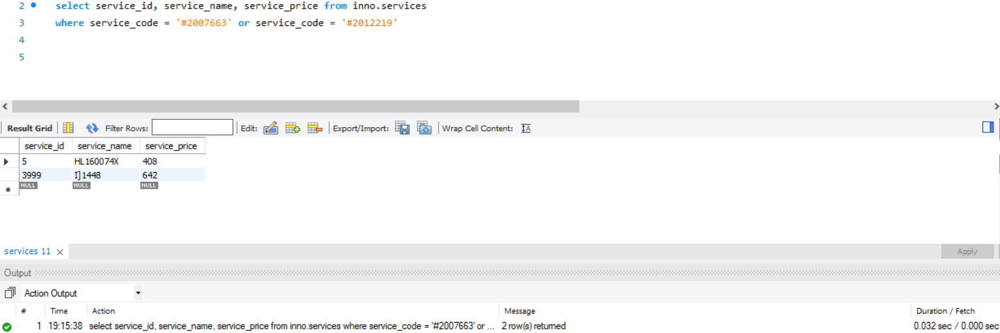 2 select service_id, service_name, service_price from inno.services
3 where service_code = '#2007663' or service_code = '#2012219'
4
5
Result Grid Filter Rows: Edit: Export/Import: Wrap Cell Content: IA
service_id service_name service_price
5 HL160074X 408
3999 I]1448 642
NULL NULL NULL
services 11 Apply
Output
Action Output
# Time Action Message Duration / Fetch
1 19:15:38 select service_id, service_name, service_price from inno.services where service_code = '#2007663' or ... 2 row(s) returned 0.032 sec / 0.000 sec